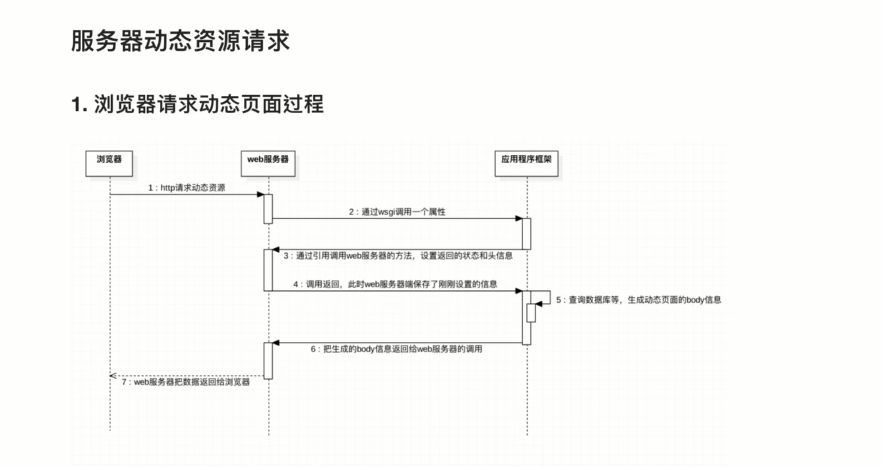 服务器动态资源请求
1. 浏览器请求动态页面过程
浏览器
web服务器
应用程序框架
1：http请求动态资源
2：通过wsgi调用一个属性
3：通过引用调用web服务器的方法，设置返回的状态和头信息
4：调用返回，此时web服务器端保存了刚刚设置的信息
5：查询数据库等，生成动态页面的body信息
6：把生成的body信息返回给web服务器的调用
7：web服务器把数据返回给浏览器